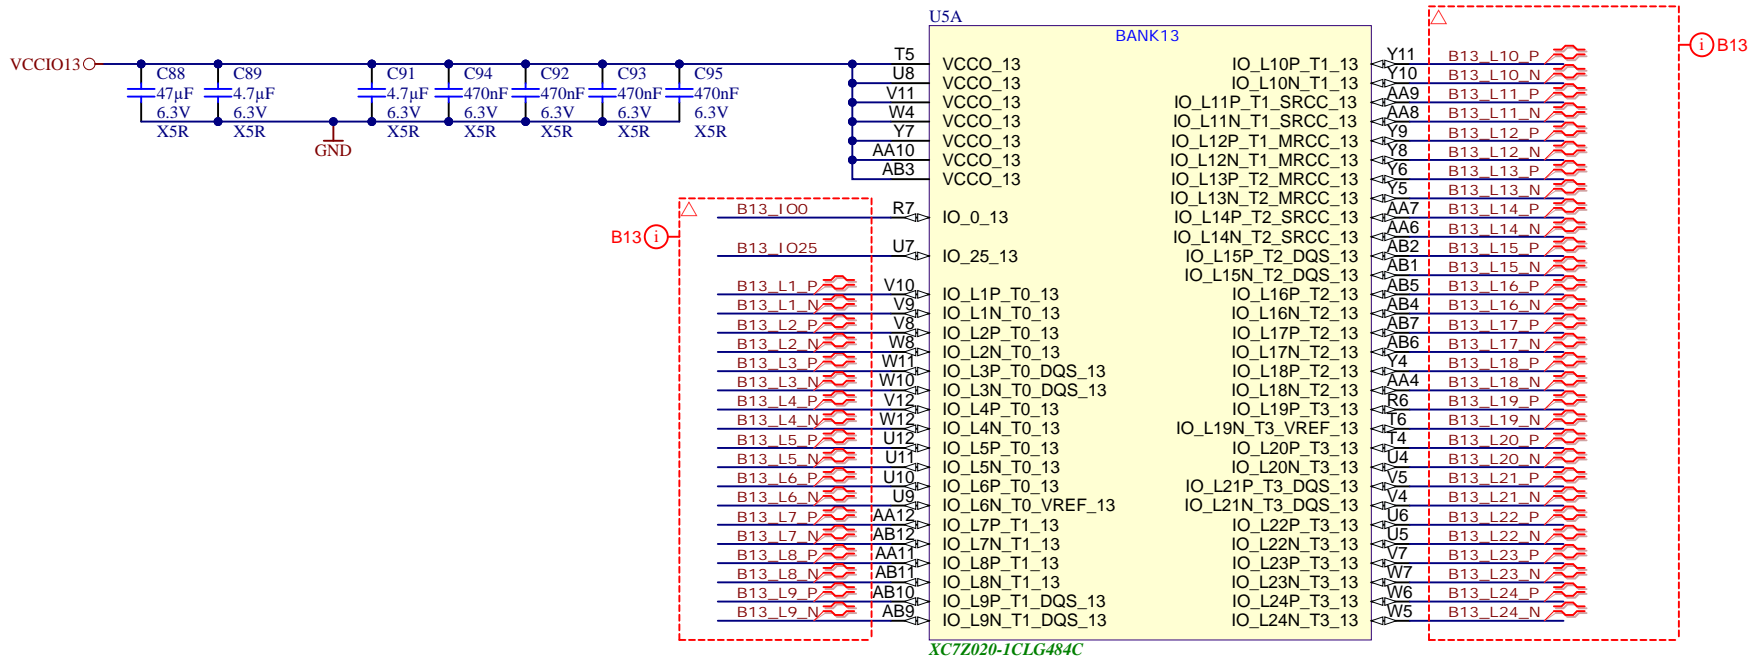 U5A
BANK13
VCCIO13
C88
47µF
6.3V
X5R
C89
4.7µF
6.3V
X5R
C91
4.7µF
6.3V
X5R
C94
470nF
6.3V
X5R
C92
470nF
6.3V
X5R
C93
470nF
6.3V
X5R
C95
470nF
6.3V
X5R
GND
T5 VCCO_13
U8 VCCO_13
V11 VCCO_13
W4 VCCO_13
Y7 VCCO_13
AA10 VCCO_13
AB3 VCCO_13
B13 i
B13_IO0 R7 IO_0_13
B13_IO25 U7 IO_25_13
B13_L1_P V10 IO_L1P_T0_13
B13_L1_N V9 IO_L1N_T0_13
B13_L2_P V8 IO_L2P_T0_13
B13_L2_N W8 IO_L2N_T0_13
B13_L3_P W11 IO_L3P_T0_DQS_13
B13_L3_N W10 IO_L3N_T0_DQS_13
B13_L4_P V12 IO_L4P_T0_13
B13_L4_N W12 IO_L4N_T0_13
B13_L5_P U12 IO_L5P_T0_13
B13_L5_N U11 IO_L5N_T0_13
B13_L6_P U10 IO_L6P_T0_13
B13_L6_N U9 IO_L6N_T0_VREF_13
B13_L7_P AA12 IO_L7P_T1_13
B13_L7_N AB12 IO_L7N_T1_13
B13_L8_P AA11 IO_L8P_T1_13
B13_L8_N AB11 IO_L8N_T1_13
B13_L9_P AB10 IO_L9P_T1_DQS_13
B13_L9_N AB9 IO_L9N_T1_DQS_13
IO_L10P_T1_13 Y11 B13_L10_P
IO_L10N_T1_13 Y10 B13_L10_N
IO_L11P_T1_SRCC_13 AA9 B13_L11_P
IO_L11N_T1_SRCC_13 AA8 B13_L11_N
IO_L12P_T1_MRCC_13 Y9 B13_L12_P
IO_L12N_T1_MRCC_13 Y8 B13_L12_N
IO_L13P_T2_MRCC_13 Y6 B13_L13_P
IO_L13N_T2_MRCC_13 Y5 B13_L13_N
IO_L14P_T2_SRCC_13 AA7 B13_L14_P
IO_L14N_T2_SRCC_13 AA6 B13_L14_N
IO_L15P_T2_DQS_13 AB2 B13_L15_P
IO_L15N_T2_DQS_13 AB1 B13_L15_N
IO_L16P_T2_13 AB5 B13_L16_P
IO_L16N_T2_13 AB4 B13_L16_N
IO_L17P_T2_13 AB7 B13_L17_P
IO_L17N_T2_13 AB6 B13_L17_N
IO_L18P_T2_13 Y4 B13_L18_P
IO_L18N_T2_13 AA4 B13_L18_N
IO_L19P_T3_13 R6 B13_L19_P
IO_L19N_T3_VREF_13 T6 B13_L19_N
IO_L20P_T3_13 T4 B13_L20_P
IO_L20N_T3_13 U4 B13_L20_N
IO_L21P_T3_DQS_13 V5 B13_L21_P
IO_L21N_T3_DQS_13 V4 B13_L21_N
IO_L22P_T3_13 U6 B13_L22_P
IO_L22N_T3_13 U5 B13_L22_N
IO_L23P_T3_13 V7 B13_L23_P
IO_L23N_T3_13 W7 B13_L23_N
IO_L24P_T3_13 W6 B13_L24_P
IO_L24N_T3_13 W5 B13_L24_N
i B13
XC7Z020-1CLG484C